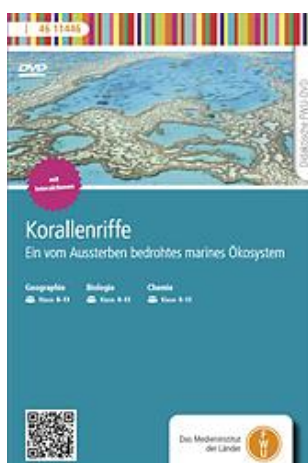 46 11446
DVD
mit
Interaktionen
Korallenriffe
Ein vom Aussterben bedrohtes marines Ökosystem
Geographie Biologie Chemie
Klasse 8-13 Klasse 8-13 Klasse 8-13
Das Medieninstitut
der Länder
FWU